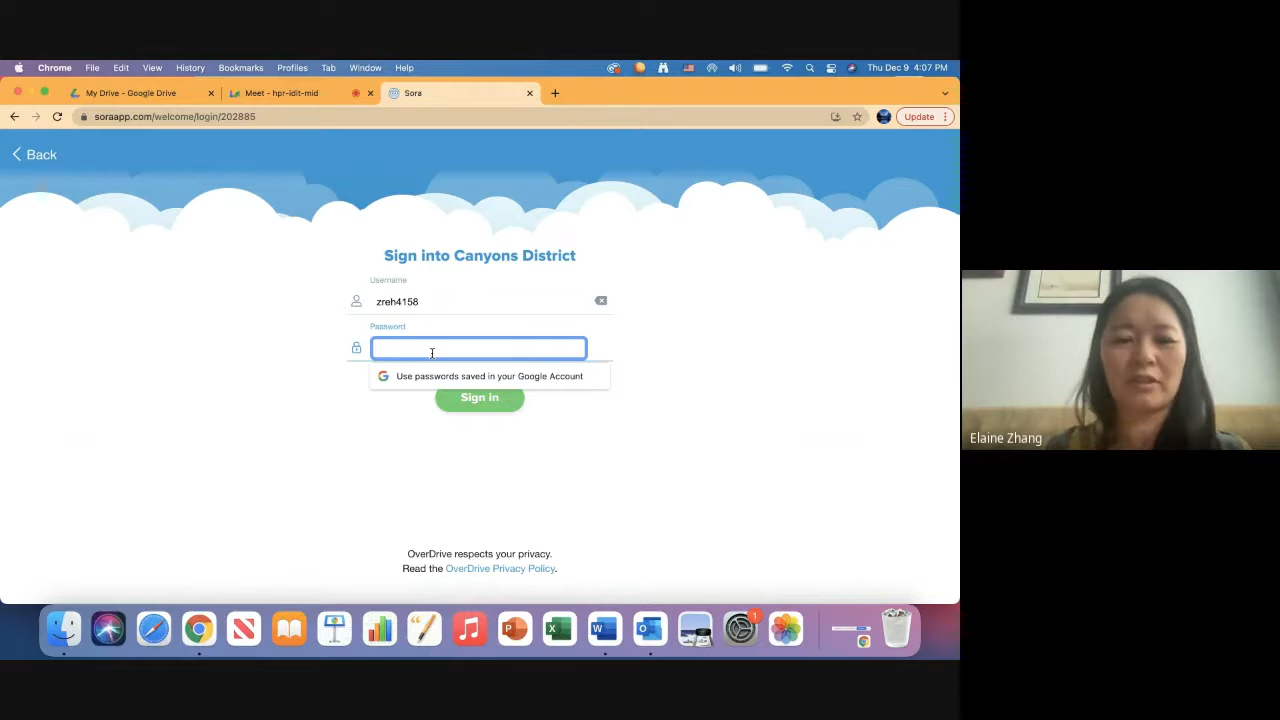 Chrome File Edit View History Bookmarks Profiles Tab Window Help Thu Dec 9 4:07 PM
My Drive - Google Drive Meet - hpr-idit-mid Sora
soraapp.com/welcome/login/202885 Update
Back
Sign into Canyons District
Username
zreh4158
Password
Use passwords saved in your Google Account
Sign in
Elaine Zhang
OverDrive respects your privacy.
Read the OverDrive Privacy Policy.
1